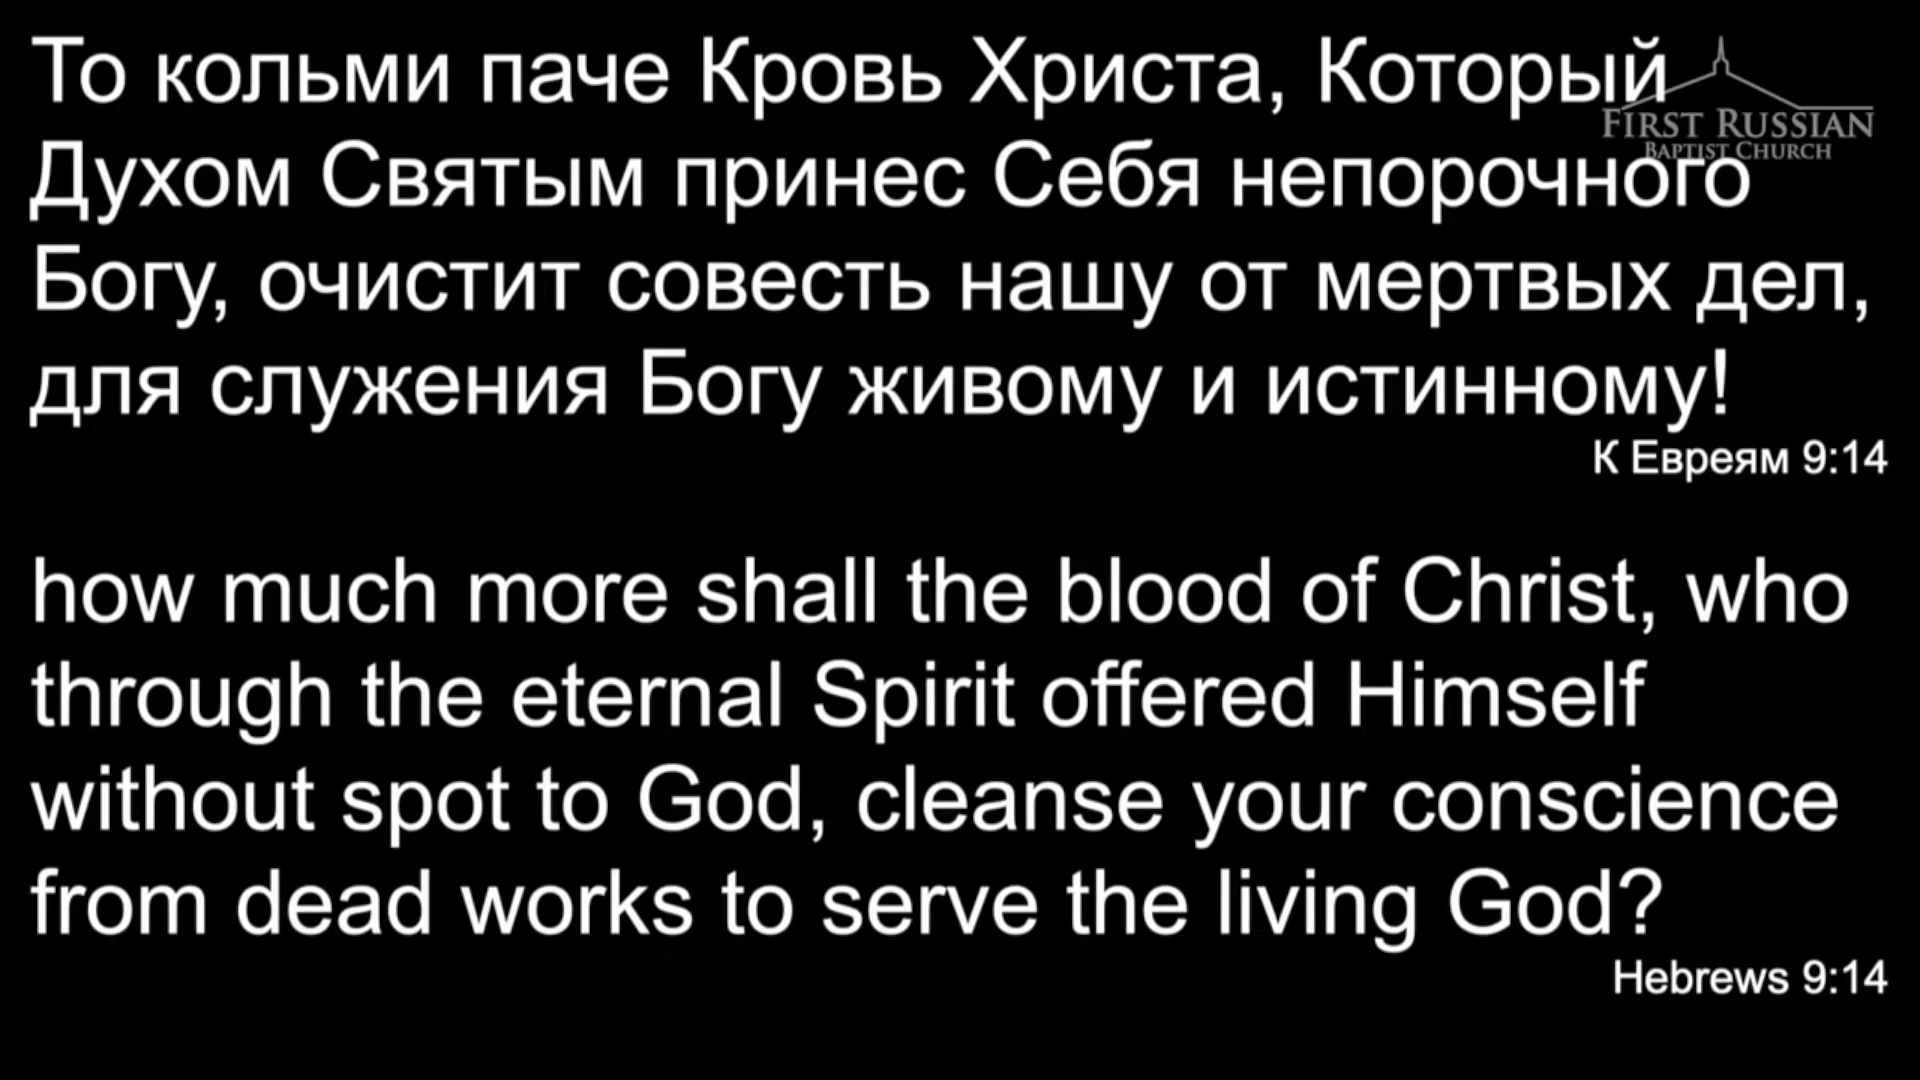 То кольми паче Кровь Христа, Который
Духом Святым принес Себя непорочного
Богу, очистит совесть нашу от мертвых дел,
для служения Богу живому и истинному!
К Евреям 9:14
FIRST RUSSIAN
BAPTIST CHURCH
how much more shall the blood of Christ, who
through the eternal Spirit offered Himself
without spot to God, cleanse your conscience
from dead works to serve the living God?
Hebrews 9:14